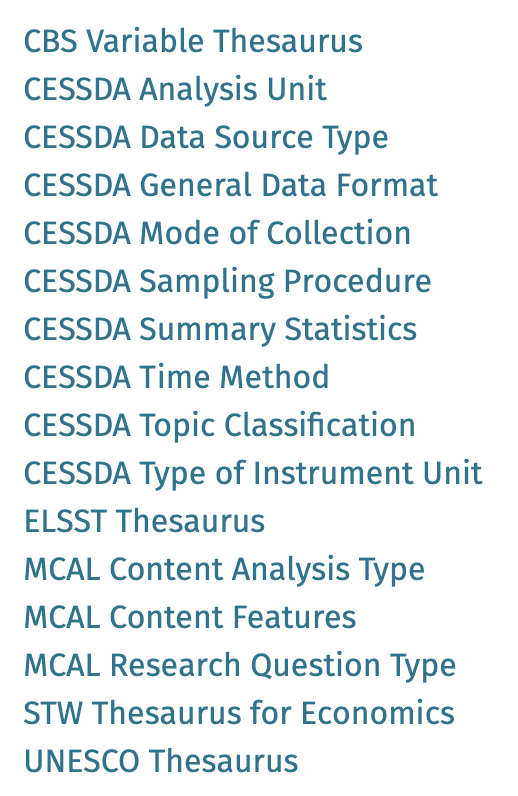 CBS Variable Thesaurus
CESSDA Analysis Unit
CESSDA Data Source Type
CESSDA General Data Format
CESSDA Mode of Collection
CESSDA Sampling Procedure
CESSDA Summary Statistics
CESSDA Time Method
CESSDA Topic Classification
CESSDA Type of Instrument Unit
ELSST Thesaurus
MCAL Content Analysis Type
MCAL Content Features
MCAL Research Question Type
STW Thesaurus for Economics
UNESCO Thesaurus